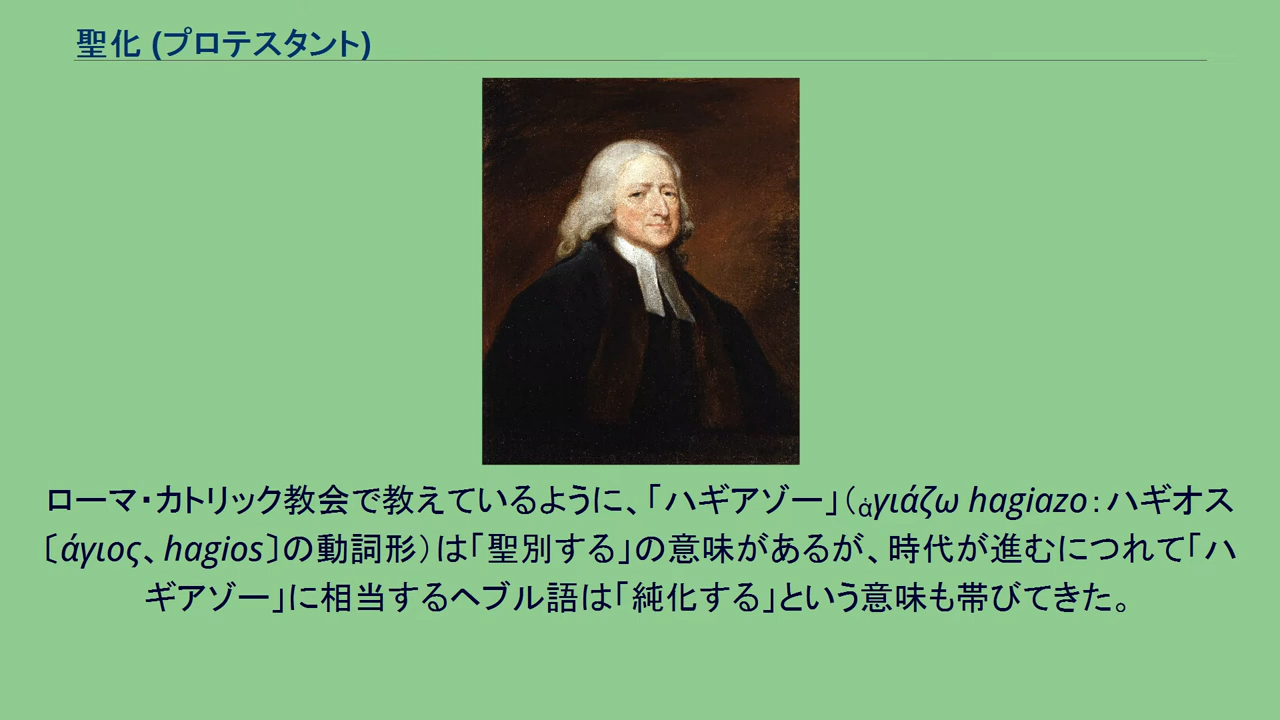 聖化 (プロテスタント)
ローマ・カトリック教会で教えているように、「ハギアゾー」（ἁγιάζω hagiazo：ハギオス
〔άγιος、hagios〕の動詞形）は「聖別する」の意味があるが、時代が進むにつれて「ハ
ギアゾー」に相当するヘブル語は「純化する」という意味も帯びてきた。